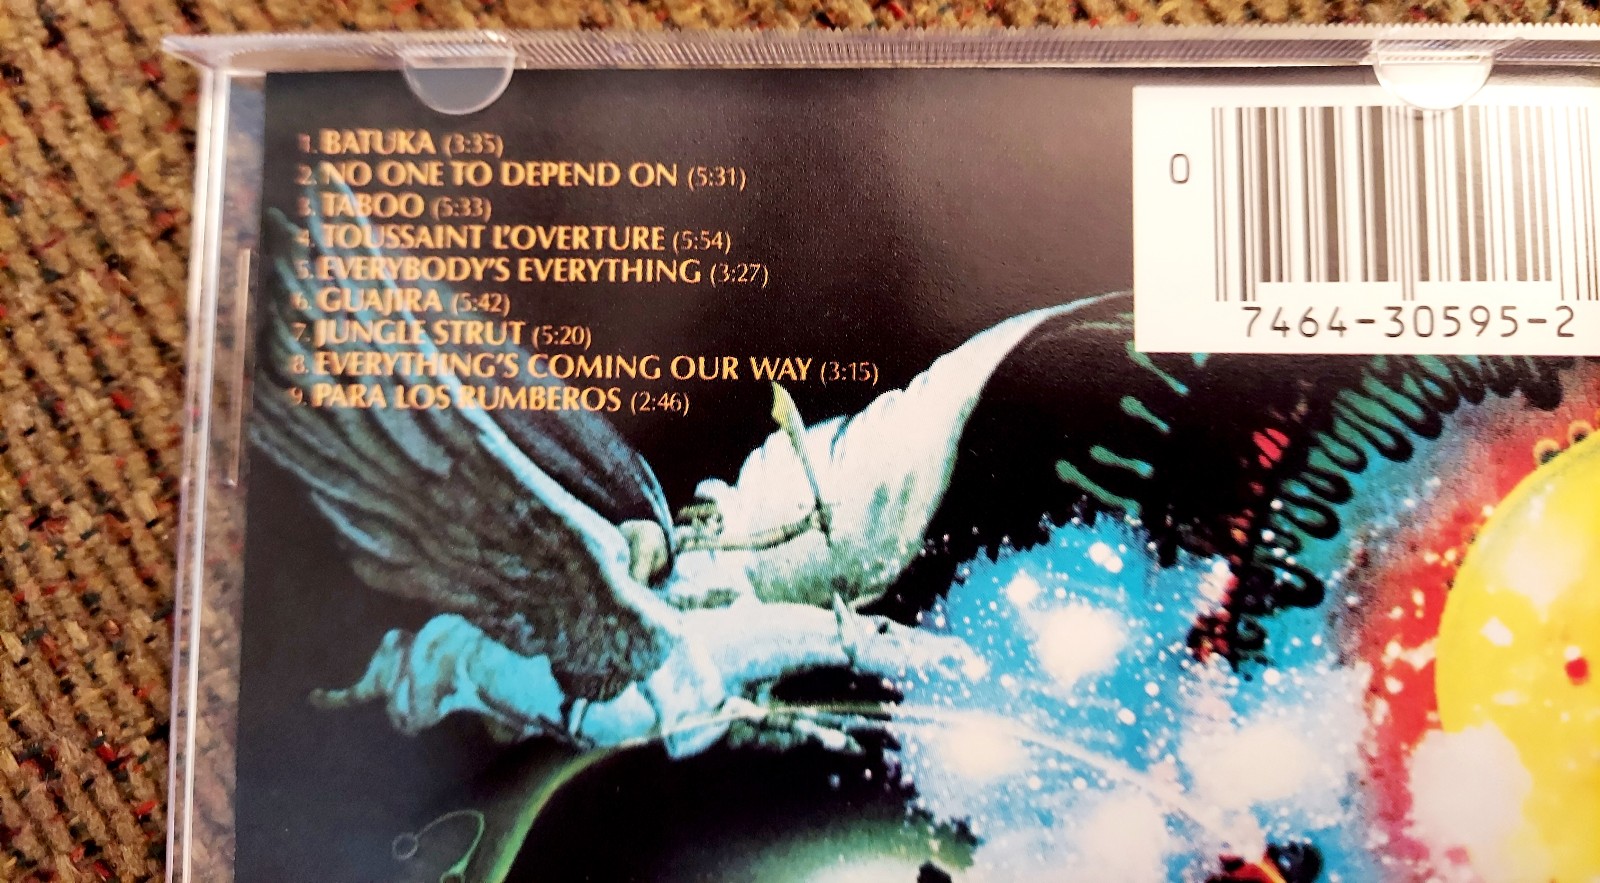 1. BATUKA (3:35)
2. NO ONE TO DEPEND ON (5:31)
3. TABOO (5:33)
4. TOUSSAINT L'OVERTURE (5:54)
5. EVERYBODY'S EVERYTHING (3:27)
6. GUAJIRA (5:42)
7. JUNGLE STRUT (5:20)
8. EVERYTHING'S COMING OUR WAY (3:15)
9. PARA LOS RUMBEROS (2:46)
0
7464-30595-2